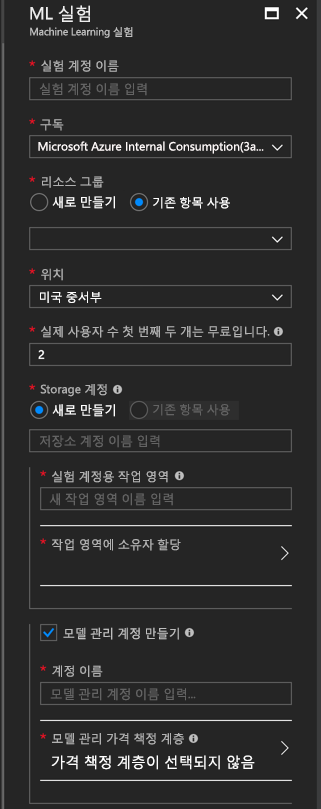 ML 실험
Machine Learning 실험
* 실험 계정 이름
실험 계정 이름 입력
* 구독
Microsoft Azure Internal Consumption(3a...
* 리소스 그룹
새로 만들기 기존 항목 사용
* 위치
미국 중서부
* 실제 사용자 수 첫 번째 두 개는 무료입니다.
2
* Storage 계정
새로 만들기 기존 항목 사용
저장소 계정 이름 입력
* 실험 계정용 작업 영역
새 작업 영역 이름 입력
* 작업 영역에 소유자 할당
모델 관리 계정 만들기
* 계정 이름
모델 관리 계정 이름 입력...
* 모델 관리 가격 책정 계층
가격 책정 계층이 선택되지 않음